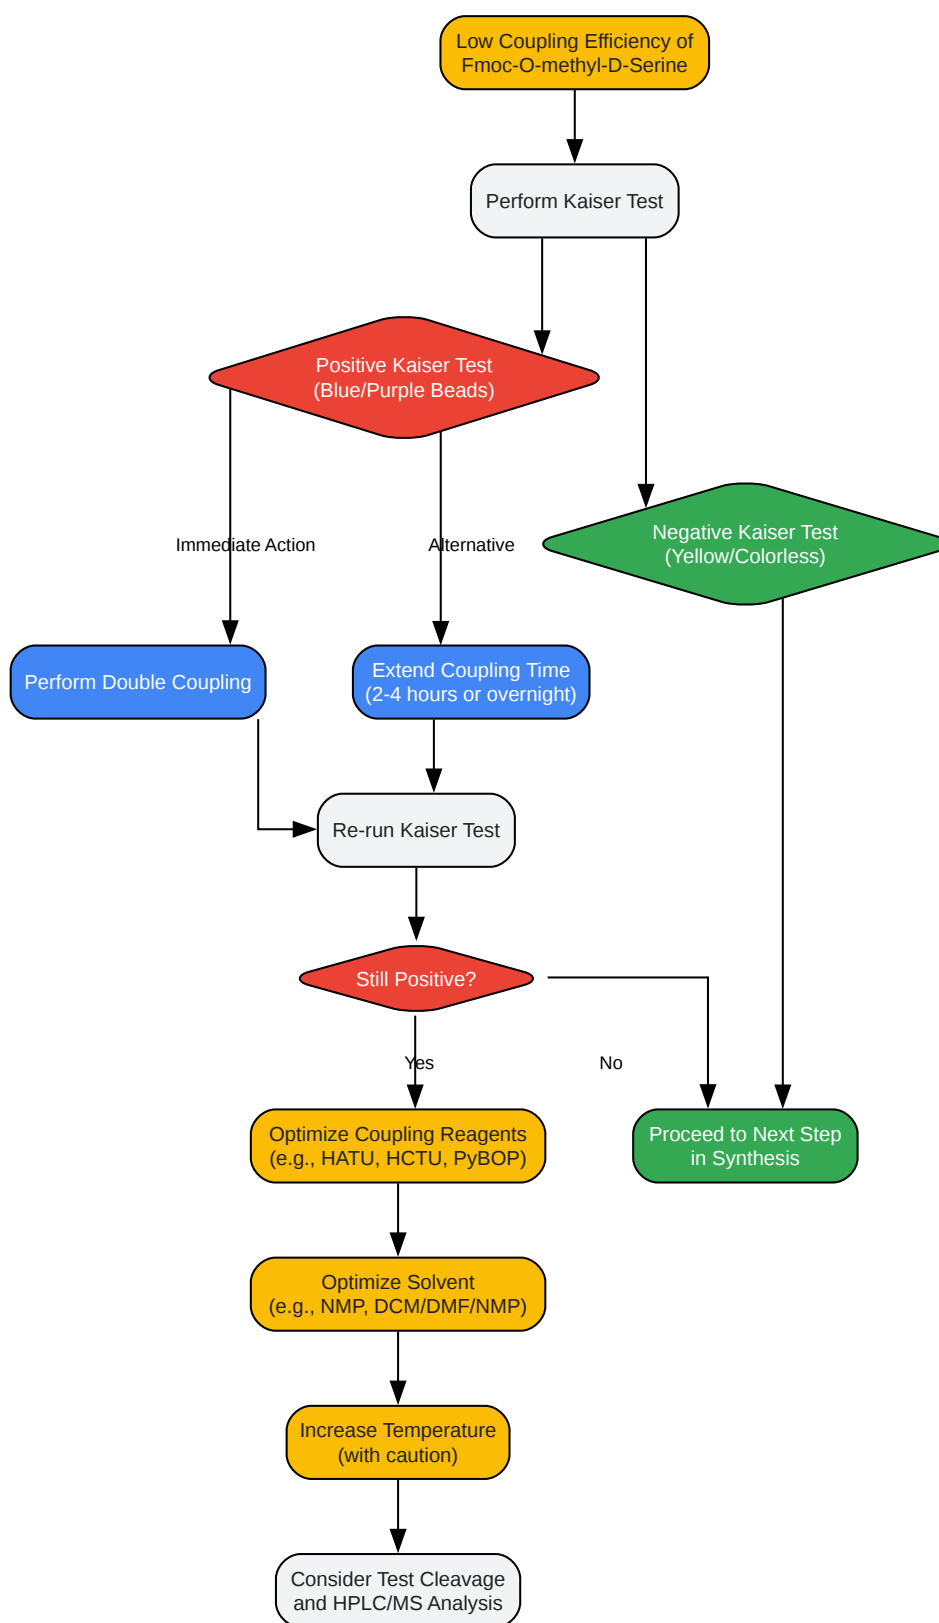 Low Coupling Efficiency of
Fmoc-O-methyl-D-Serine
Perform Kaiser Test
Positive Kaiser Test
(Blue/Purple Beads)
Negative Kaiser Test
(Yellow/Colorless)
Immediate Action
Alternative
Perform Double Coupling
Extend Coupling Time
(2-4 hours or overnight)
Re-run Kaiser Test
Still Positive?
Yes
No
Optimize Coupling Reagents
(e.g., HATU, HCTU, PyBOP)
Proceed to Next Step
in Synthesis
Optimize Solvent
(e.g., NMP, DCM/DMF/NMP)
Increase Temperature
(with caution)
Consider Test Cleavage
and HPLC/MS Analysis